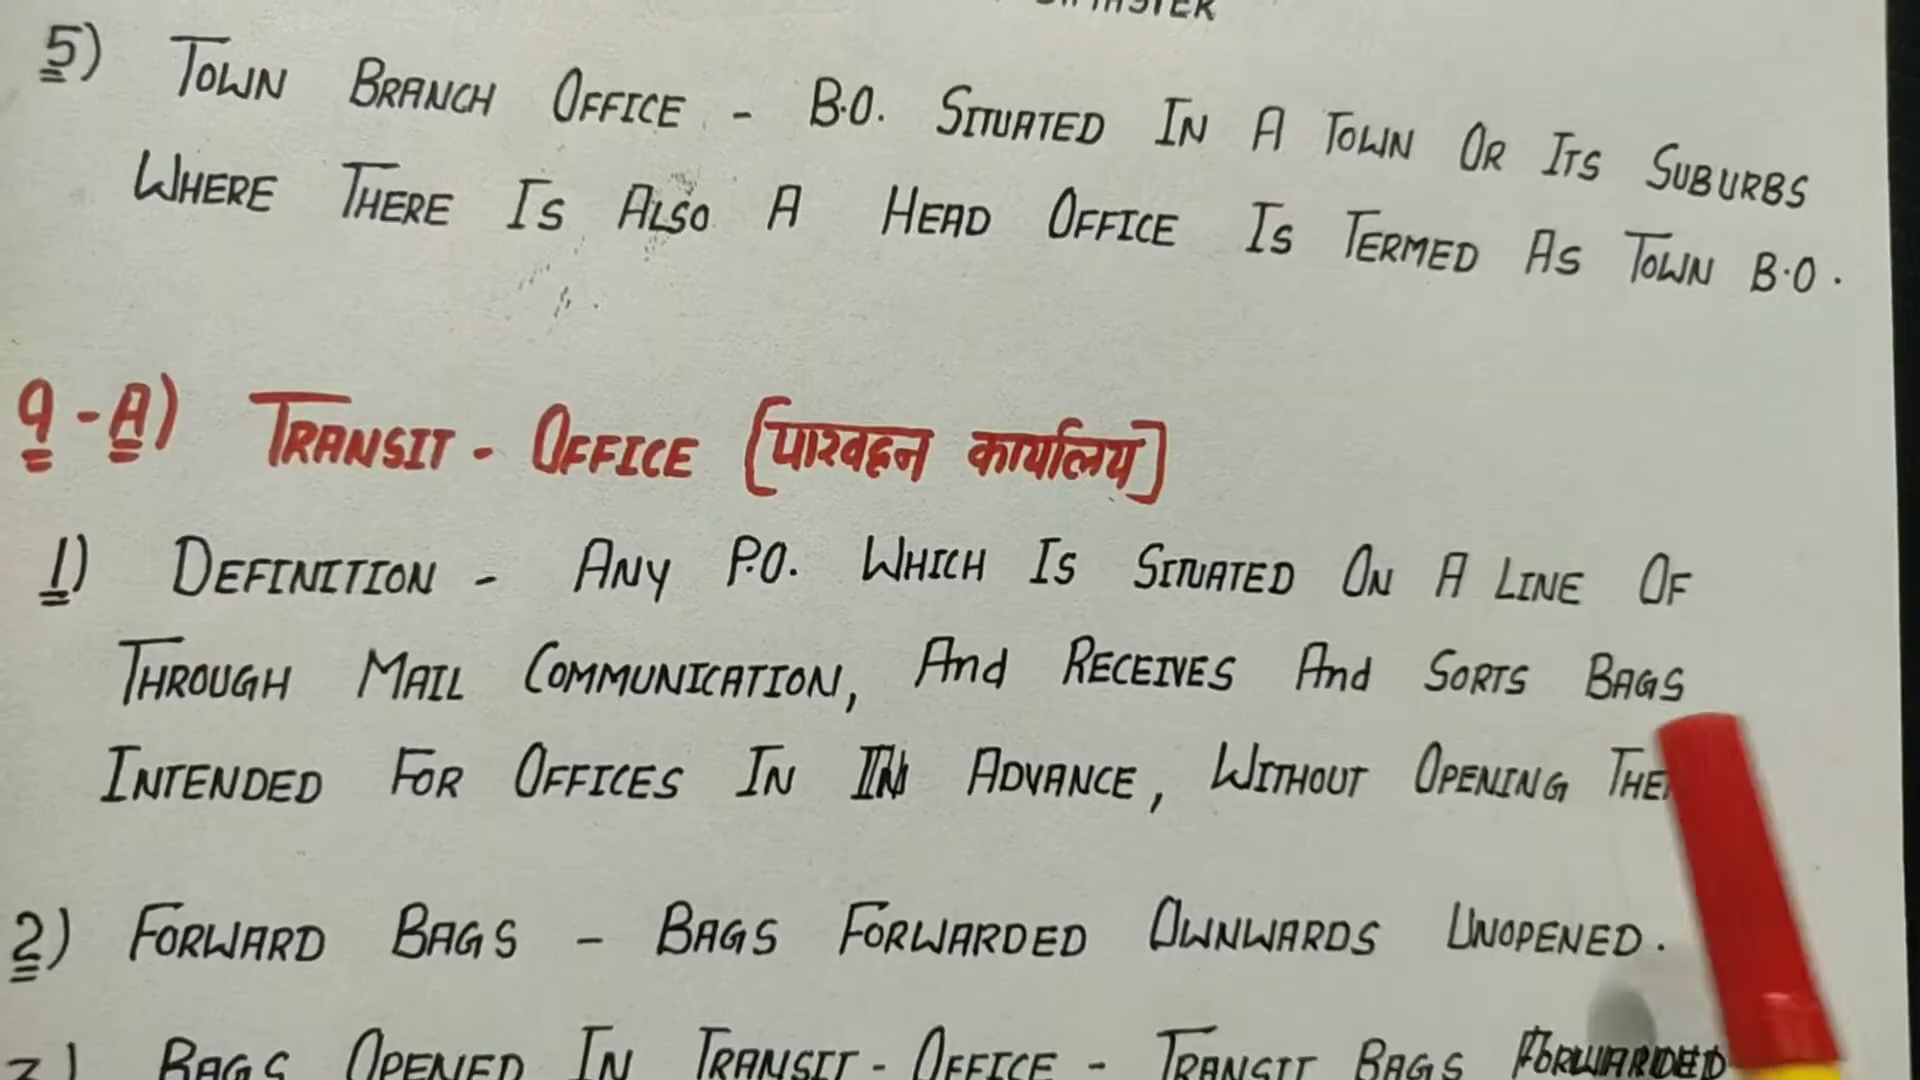 5) TOWN BRANCH OFFICE - B.O. SITUATED IN A TOWN OR ITS SUBURBS
WHERE THERE IS ALSO A HEAD OFFICE IS TERMED AS TOWN B.O.
9-A) TRANSIT-OFFICE [पारवहन कार्यालय]
1) DEFINITION - ANY P.O. WHICH IS SITUATED ON A LINE OF
THROUGH MAIL COMMUNICATION, And RECEIVES And SORTS BAGS
INTENDED FOR OFFICES IN IN ADVANCE, WITHOUT OPENING
2) FORWARD BAGS - BAGS FORWARDED OWNWARDS UNOPENED.
3) BAGS OPENED IN TRANSIT-OFFICE - TRANSIT BAGS FORWARDED